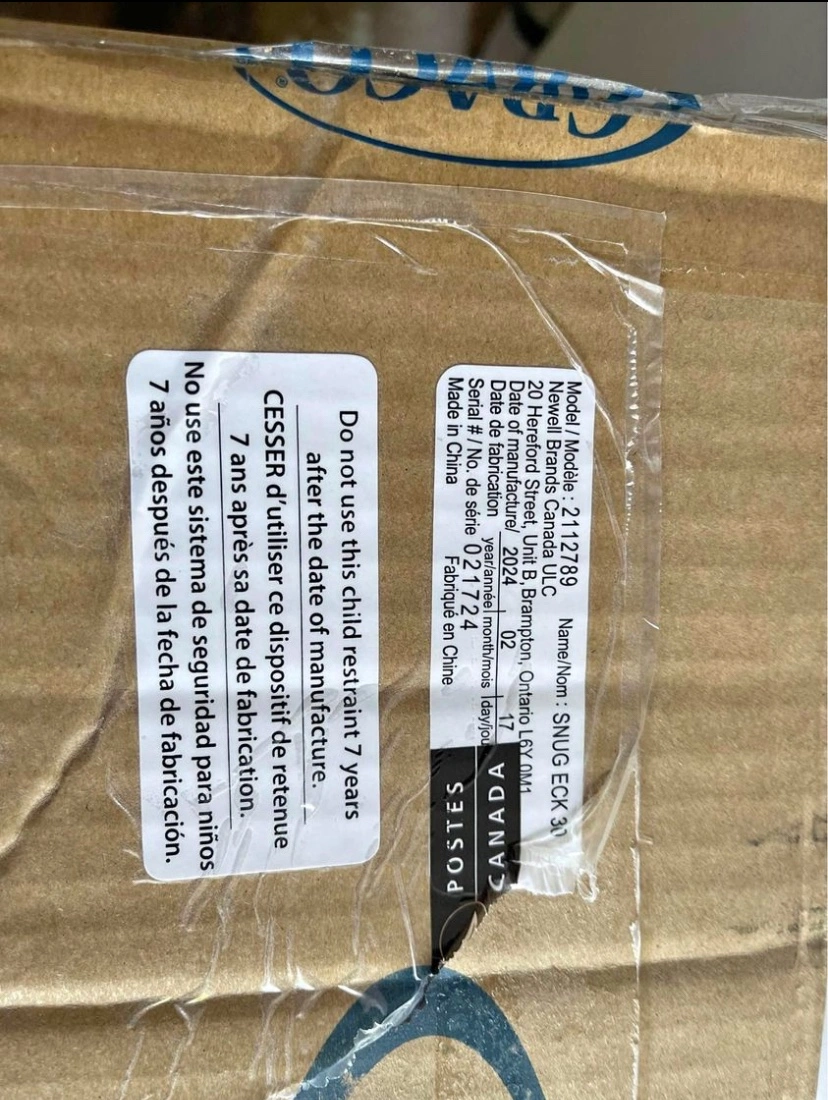 GRACO®
Model / Modèle : 2112789 Name/Nom : SNUG ECK 30
Newell Brands Canada ULC
20 Hereford Street, Unit B, Brampton, Ontario L6Y 0M1
Date of manufacture/ 2024 02 17
Date de fabrication year/année month/mois day/jou
Serial # / No. de série 021724
Made in China Fabriqué en Chine
POSTES CANADA
Do not use this child restraint 7 years
after the date of manufacture.
CESSER d'utiliser ce dispositif de retenue
7 ans après sa date de fabrication.
No use este sistema de seguridad para niños
7 años después de la fecha de fabricación.